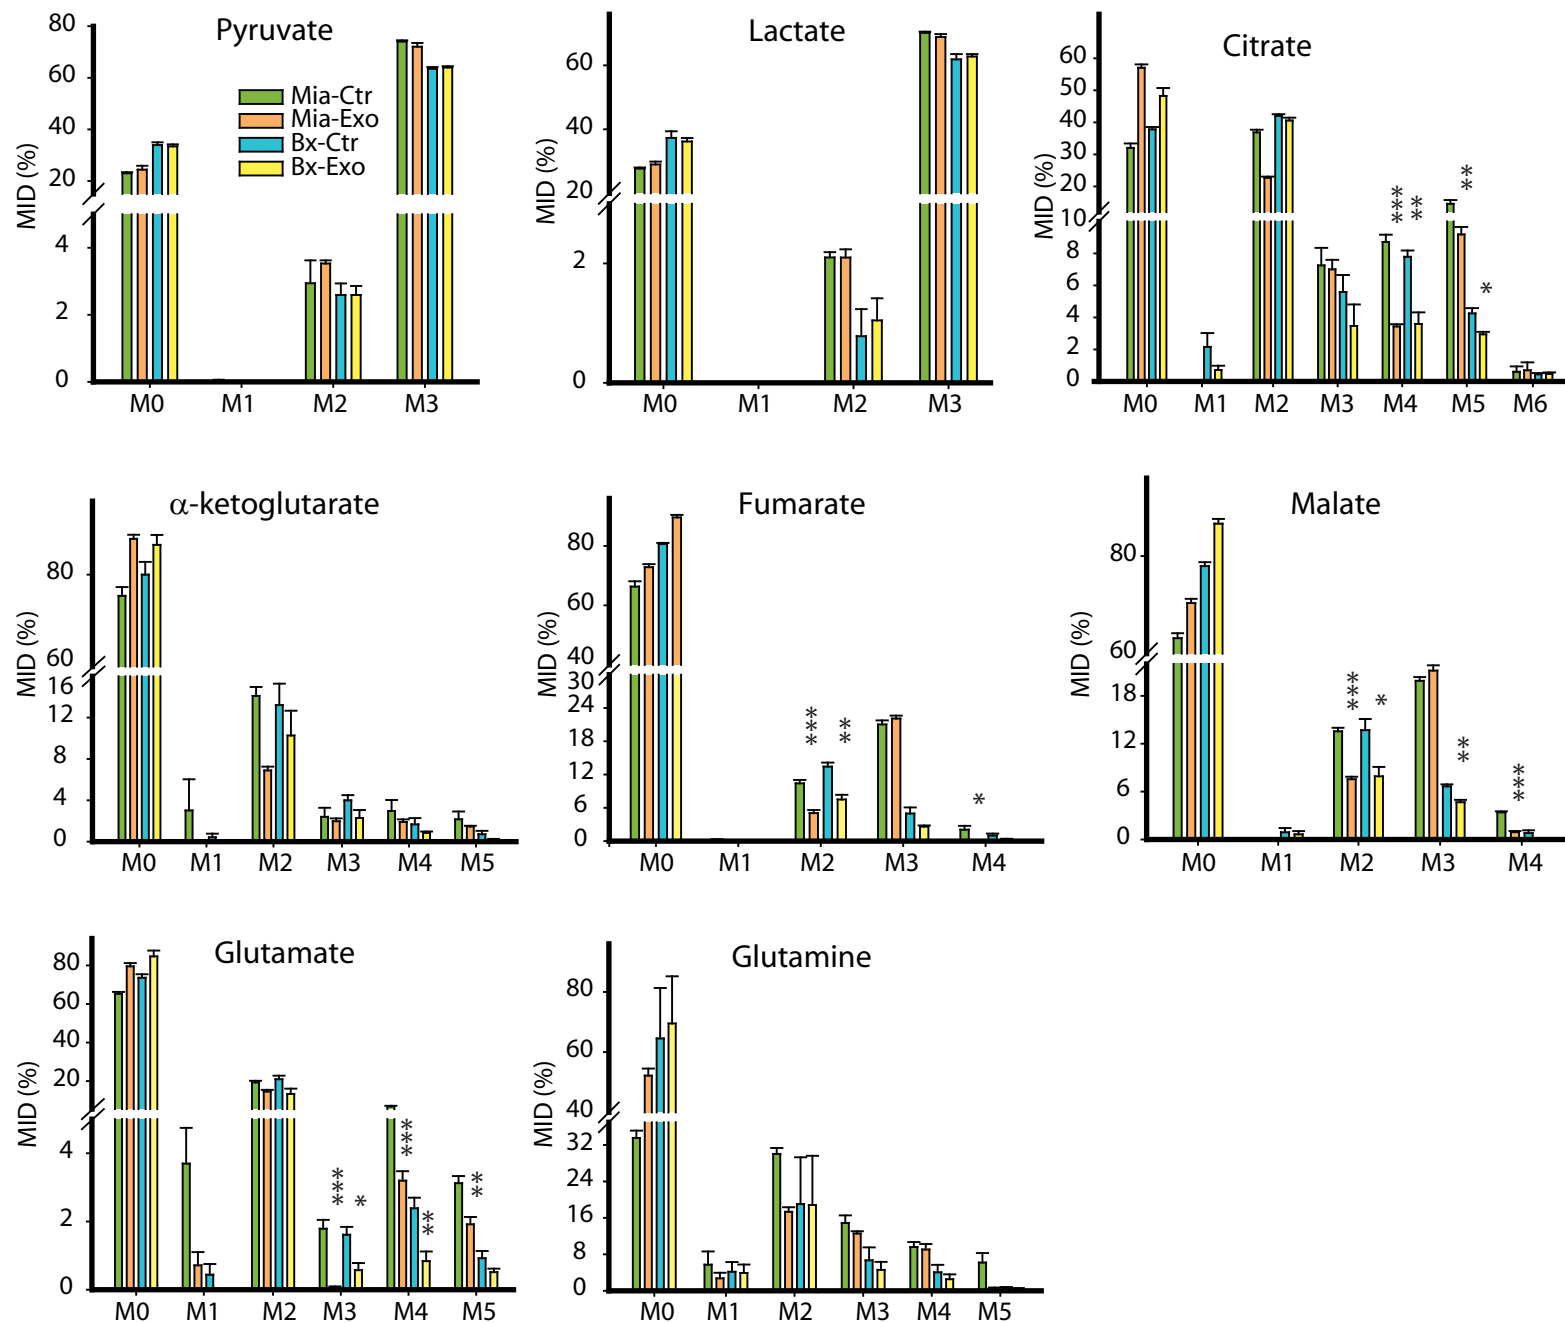 Pyruvate
MID (%)
80
60
40
20
4
2
0
Mia-Ctr
Mia-Exo
Bx-Ctr
Bx-Exo
M0 M1 M2 M3
Lactate
MID (%)
60
40
20
2
0
M0 M1 M2 M3
Citrate
MID (%)
60
50
40
30
20
10
8
6
4
2
0
*** ** ** *
M0 M1 M2 M3 M4 M5 M6
α-ketoglutarate
MID (%)
80
60
16
12
8
4
0
M0 M1 M2 M3 M4 M5
Fumarate
MID (%)
80
60
40
30
24
18
12
6
0
*** ** *
M0 M1 M2 M3 M4
Malate
MID (%)
80
60
18
12
6
0
*** * ** ***
M0 M1 M2 M3 M4
Glutamate
MID (%)
80
60
40
20
4
2
0
*** * *** ** **
M0 M1 M2 M3 M4 M5
Glutamine
MID (%)
80
60
40
32
24
16
8
0
M0 M1 M2 M3 M4 M5